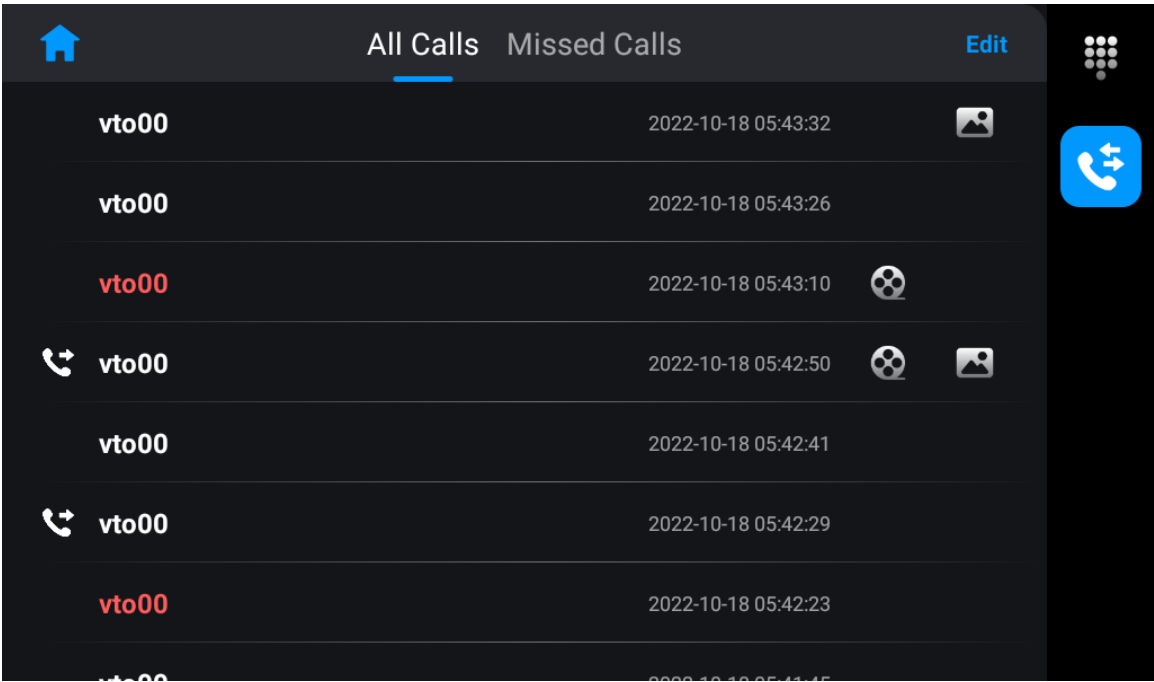 All Calls Missed Calls Edit
vto00 2022-10-18 05:43:32
vto00 2022-10-18 05:43:26
vto00 2022-10-18 05:43:10
vto00 2022-10-18 05:42:50
vto00 2022-10-18 05:42:41
vto00 2022-10-18 05:42:29
vto00 2022-10-18 05:42:23